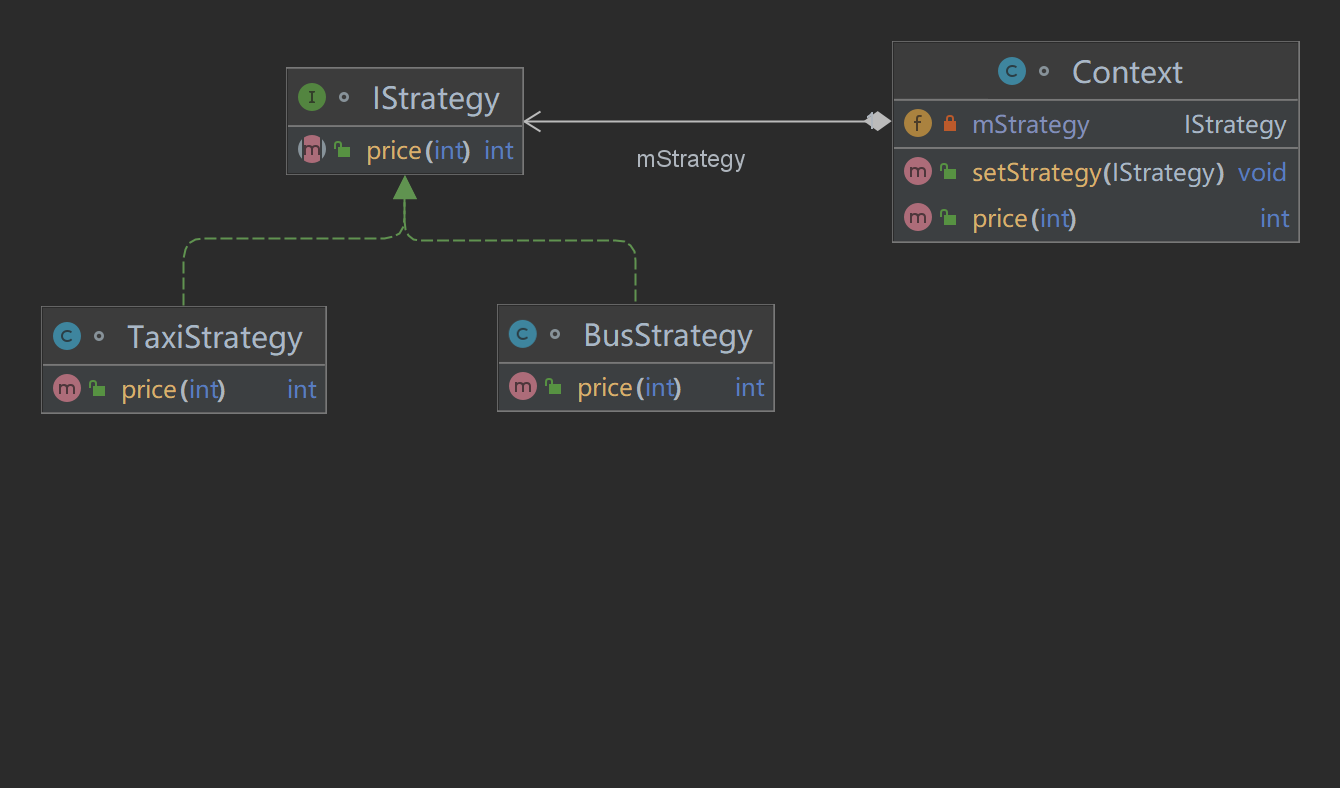 IStrategy
price(int) int
mStrategy
Context
mStrategy IStrategy
setStrategy(IStrategy) void
price(int) int
TaxiStrategy
price(int) int
BusStrategy
price(int) int